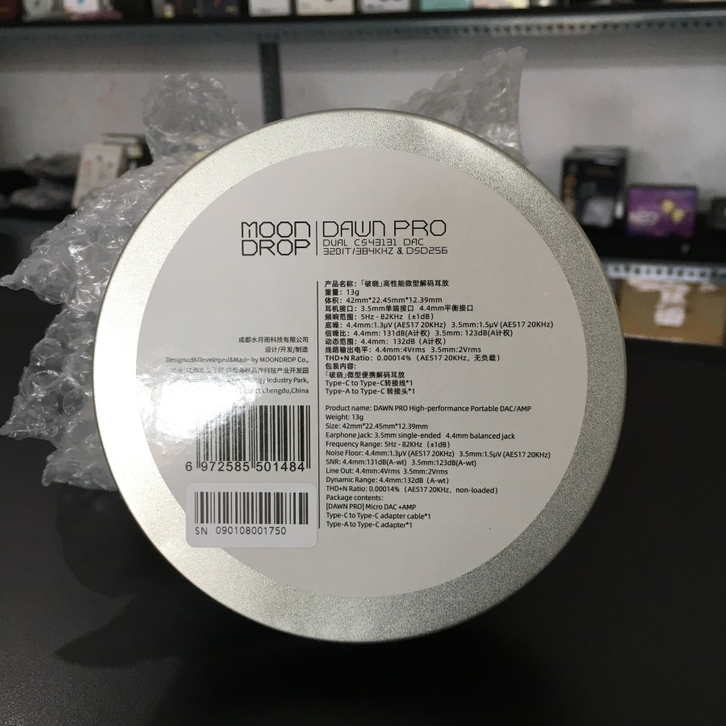 MOON
DROP
DAWN PRO
DUAL CS43131 DAC
32BIT/384KHZ & DSD256
产品名称：「破晓」高性能微型解码耳放
重量：13g
体积：42mm*22.45mm*12.39mm
耳机接口：3.5mm单端接口 4.4mm平衡接口
频响范围：5Hz - 82KHz（±1dB）
底噪：4.4mm:1.3μV (AES17 20KHz) 3.5mm:1.5μV (AES17 20KHz)
信噪比：4.4mm: 131dB(A计权) 3.5mm: 123dB(A计权)
动态范围：4.4mm：132dB（A计权）
线路输出电平：4.4mm:4Vrms 3.5mm:2Vrms
THD+N Ratio: 0.00014%（AES17 20KHz，无负载）
包装内容：
「破晓」微型便携解码耳放
Type-C to Type-C转接线*1
Type-A to Type-C转接头*1
成都水月雨科技有限公司
设计/开发/制造
Designed&Developed&Made by MOONDROP Co.,
科技产业开发园
Industry Park,
Chengdu,China
Product name: DAWN PRO High-performance Portable DAC/AMP
Weight: 13g
Size: 42mm*22.45mm*12.39mm
Earphone Jack: 3.5mm single-ended 4.4mm balanced jack
Frequency Range: 5Hz - 82KHz（±1dB）
Noise Floor: 4.4mm:1.3μV (AES17 20KHz) 3.5mm:1.5μV (AES17 20KHz)
SNR: 4.4mm:131dB(A-wt) 3.5mm:123dB(A-wt)
Line Out: 4.4mm:4Vrms 3.5mm:2Vrms
Dynamic Range: 4.4mm:132dB (A-wt)
THD+N Ratio: 0.00014%（AES17 20KHz，non-loaded）
Package contents:
[DAWN PRO] Micro DAC +AMP
Type-C to Type-C adapter cable*1
Type-A to Type-C adapter*1
6 972585 501484
SN 090108001750